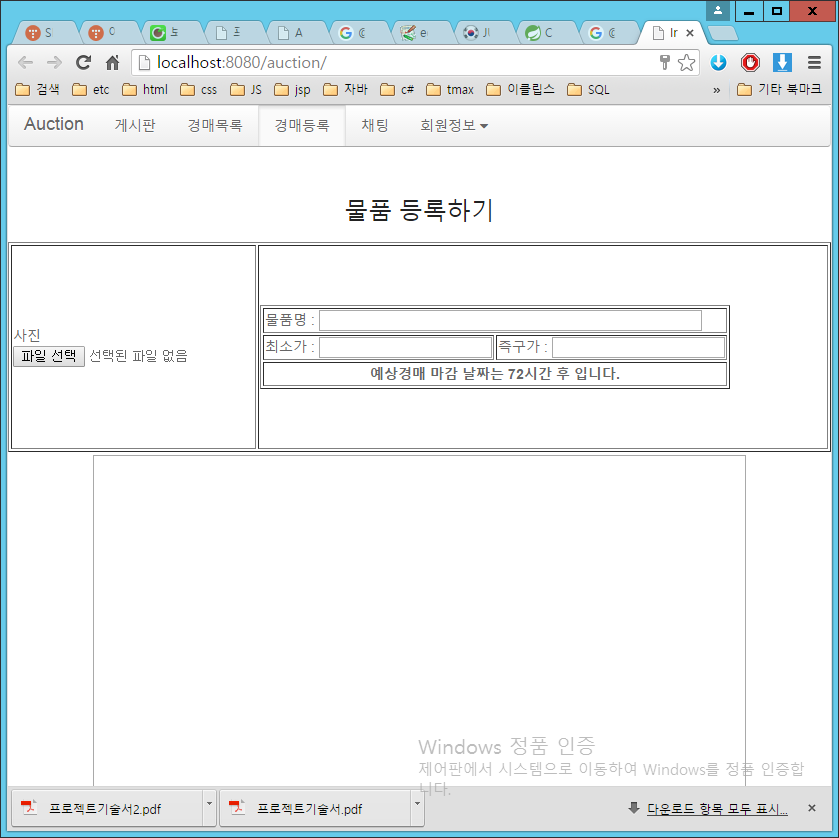 localhost:8080/auction/
검색 etc html css JS jsp 자바 c# tmax 이클립스 SQL » 기타 북마크
Auction 게시판 경매목록 경매등록 채팅 회원정보
물품 등록하기
사진
파일 선택 선택된 파일 없음
물품명 :
최소가 : 즉구가 :
예상경매 마감 날짜는 72시간 후 입니다.
Windows 정품 인증
제어판에서 시스템으로 이동하여 Windows를 정품 인증합
니다.
프로젝트기술서2.pdf 프로젝트기술서.pdf 다운로드 항목 모두 표시...